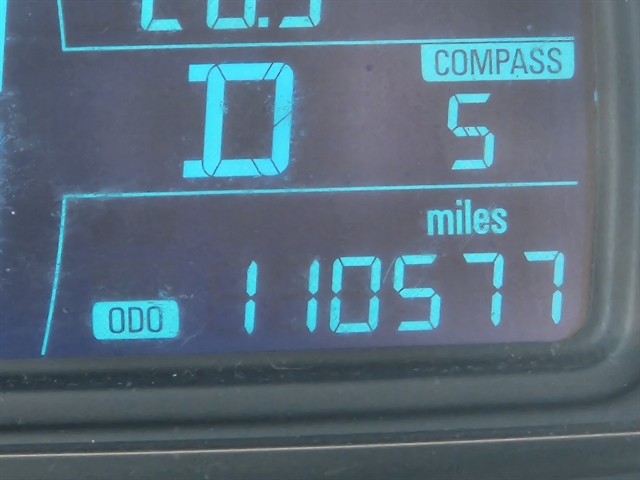 COMPASS
D S
miles
ODO 110577